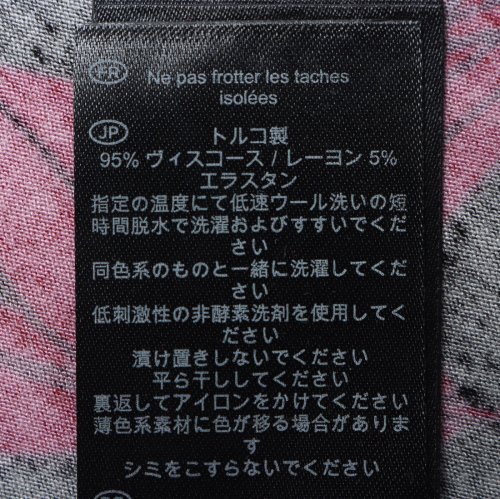 FR
Ne pas frotter les taches
isolées
JP
トルコ製
95% ヴィスコース / レーヨン 5%
エラスタン
指定の温度にて低速ウール洗いの短
時間脱水で洗濯およびすすいでくだ
さい
同色系のものと一緒に洗濯してくだ
さい
低刺激性の非酵素洗剤を使用してく
ださい
漬け置きしないでください
平ら干ししてください
裏返してアイロンをかけてください
薄色系素材に色が移る場合がありま
す
シミをこすらないでください